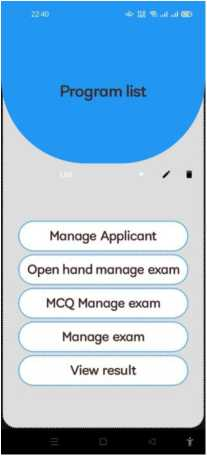 22:40
Program list
Manage Applicant
Open hand manage exam
MCQ Manage exam
Manage exam
View result